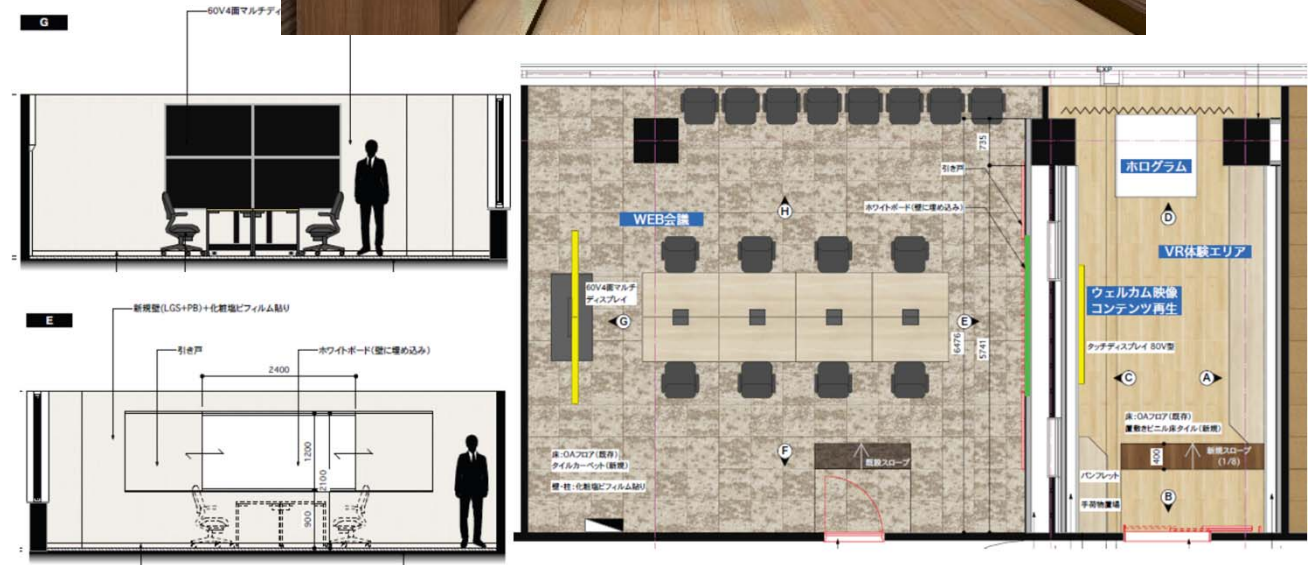 G
60V4面マルチディ
E
新規壁(LGS+PB)+化粧塩ビフィルム貼り
引き戸
ホワイトボード(壁に埋め込み)
2400
1200
2100
900
735
引き戸
ホワイトボード(壁に埋め込み)
WEB会議
H
60V4面マルチ
ディスプレイ
G
E
6476
5741
F
床:OAフロア(既存)
タイルカーペット(新規)
壁・柱:化粧塩ビフィルム貼り
既設スロープ
ホログラム
D
VR体験エリア
ウェルカム映像
コンテンツ再生
タッチディスプレイ 80V型
C
A
床:OAフロア(既存)
置敷きビニル床タイル(新規)
400
新規スロープ
(1/8)
パンフレット
手荷物置場
B